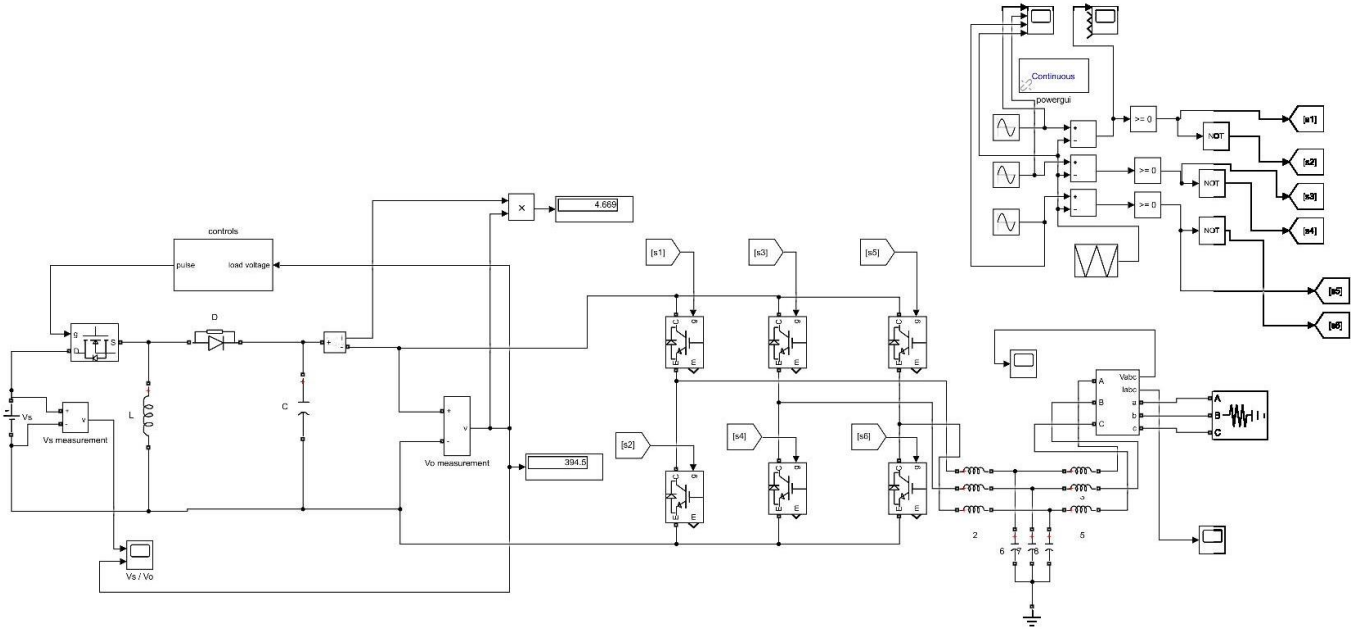 Continuous
powergui
+
-
>= 0
[s1]
NOT
[s2]
+
-
>= 0
NOT
[s3]
+
-
>= 0
[s4]
NOT
[s5]
[s6]
×
4.669
controls
pulse
load voltage
[s1]
[s3]
[s5]
D
g
D
S
+
i
-
C
g
E
m
C
g
E
m
C
g
E
m
Vs
+
-
v
Vs measurement
L
C
+
-
v
Vo measurement
394.5
[s2]
[s4]
[s6]
C
g
E
m
C
g
E
m
C
g
E
m
A
B
C
Vabc
Iabc
a
b
c
A
B
C
2
5
6
7
8
Vs / Vo